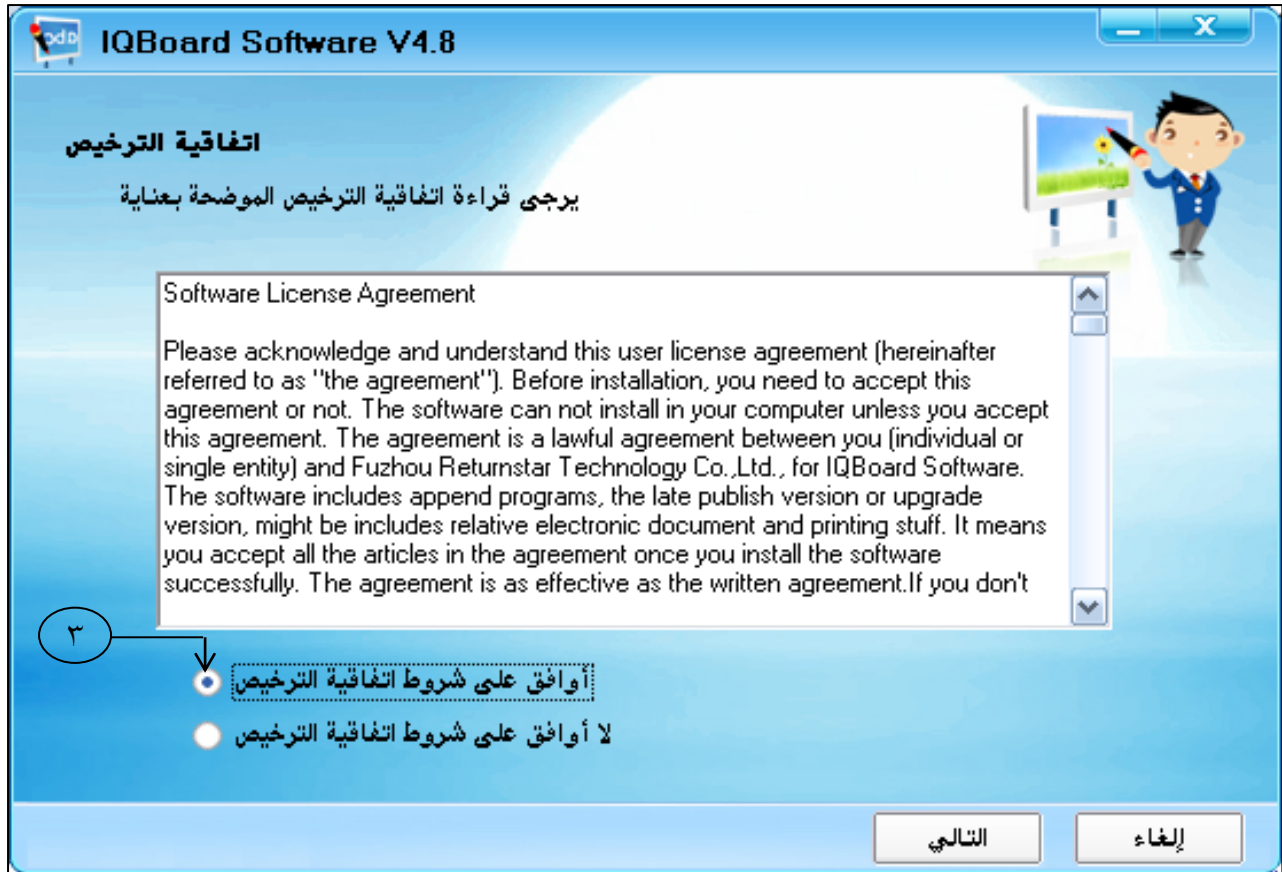 IQBoard Software V4.8
اتفاقية الترخيص
يرجى قراءة اتفاقية الترخيص الموضحة بعناية
Software License Agreement
Please acknowledge and understand this user license agreement (hereinafter
referred to as "the agreement"). Before installation, you need to accept this
agreement or not. The software can not install in your computer unless you accept
this agreement. The agreement is a lawful agreement between you (individual or
single entity) and Fuzhou Returnstar Technology Co.,Ltd., for IQBoard Software.
The software includes append programs, the late publish version or upgrade
version, might be includes relative electronic document and printing stuff. It means
you accept all the articles in the agreement once you install the software
successfully. The agreement is as effective as the written agreement.If you don't
٣
أوافق على شروط اتفاقية الترخيص
لا أوافق على شروط اتفاقية الترخيص
التالي
إلغاء